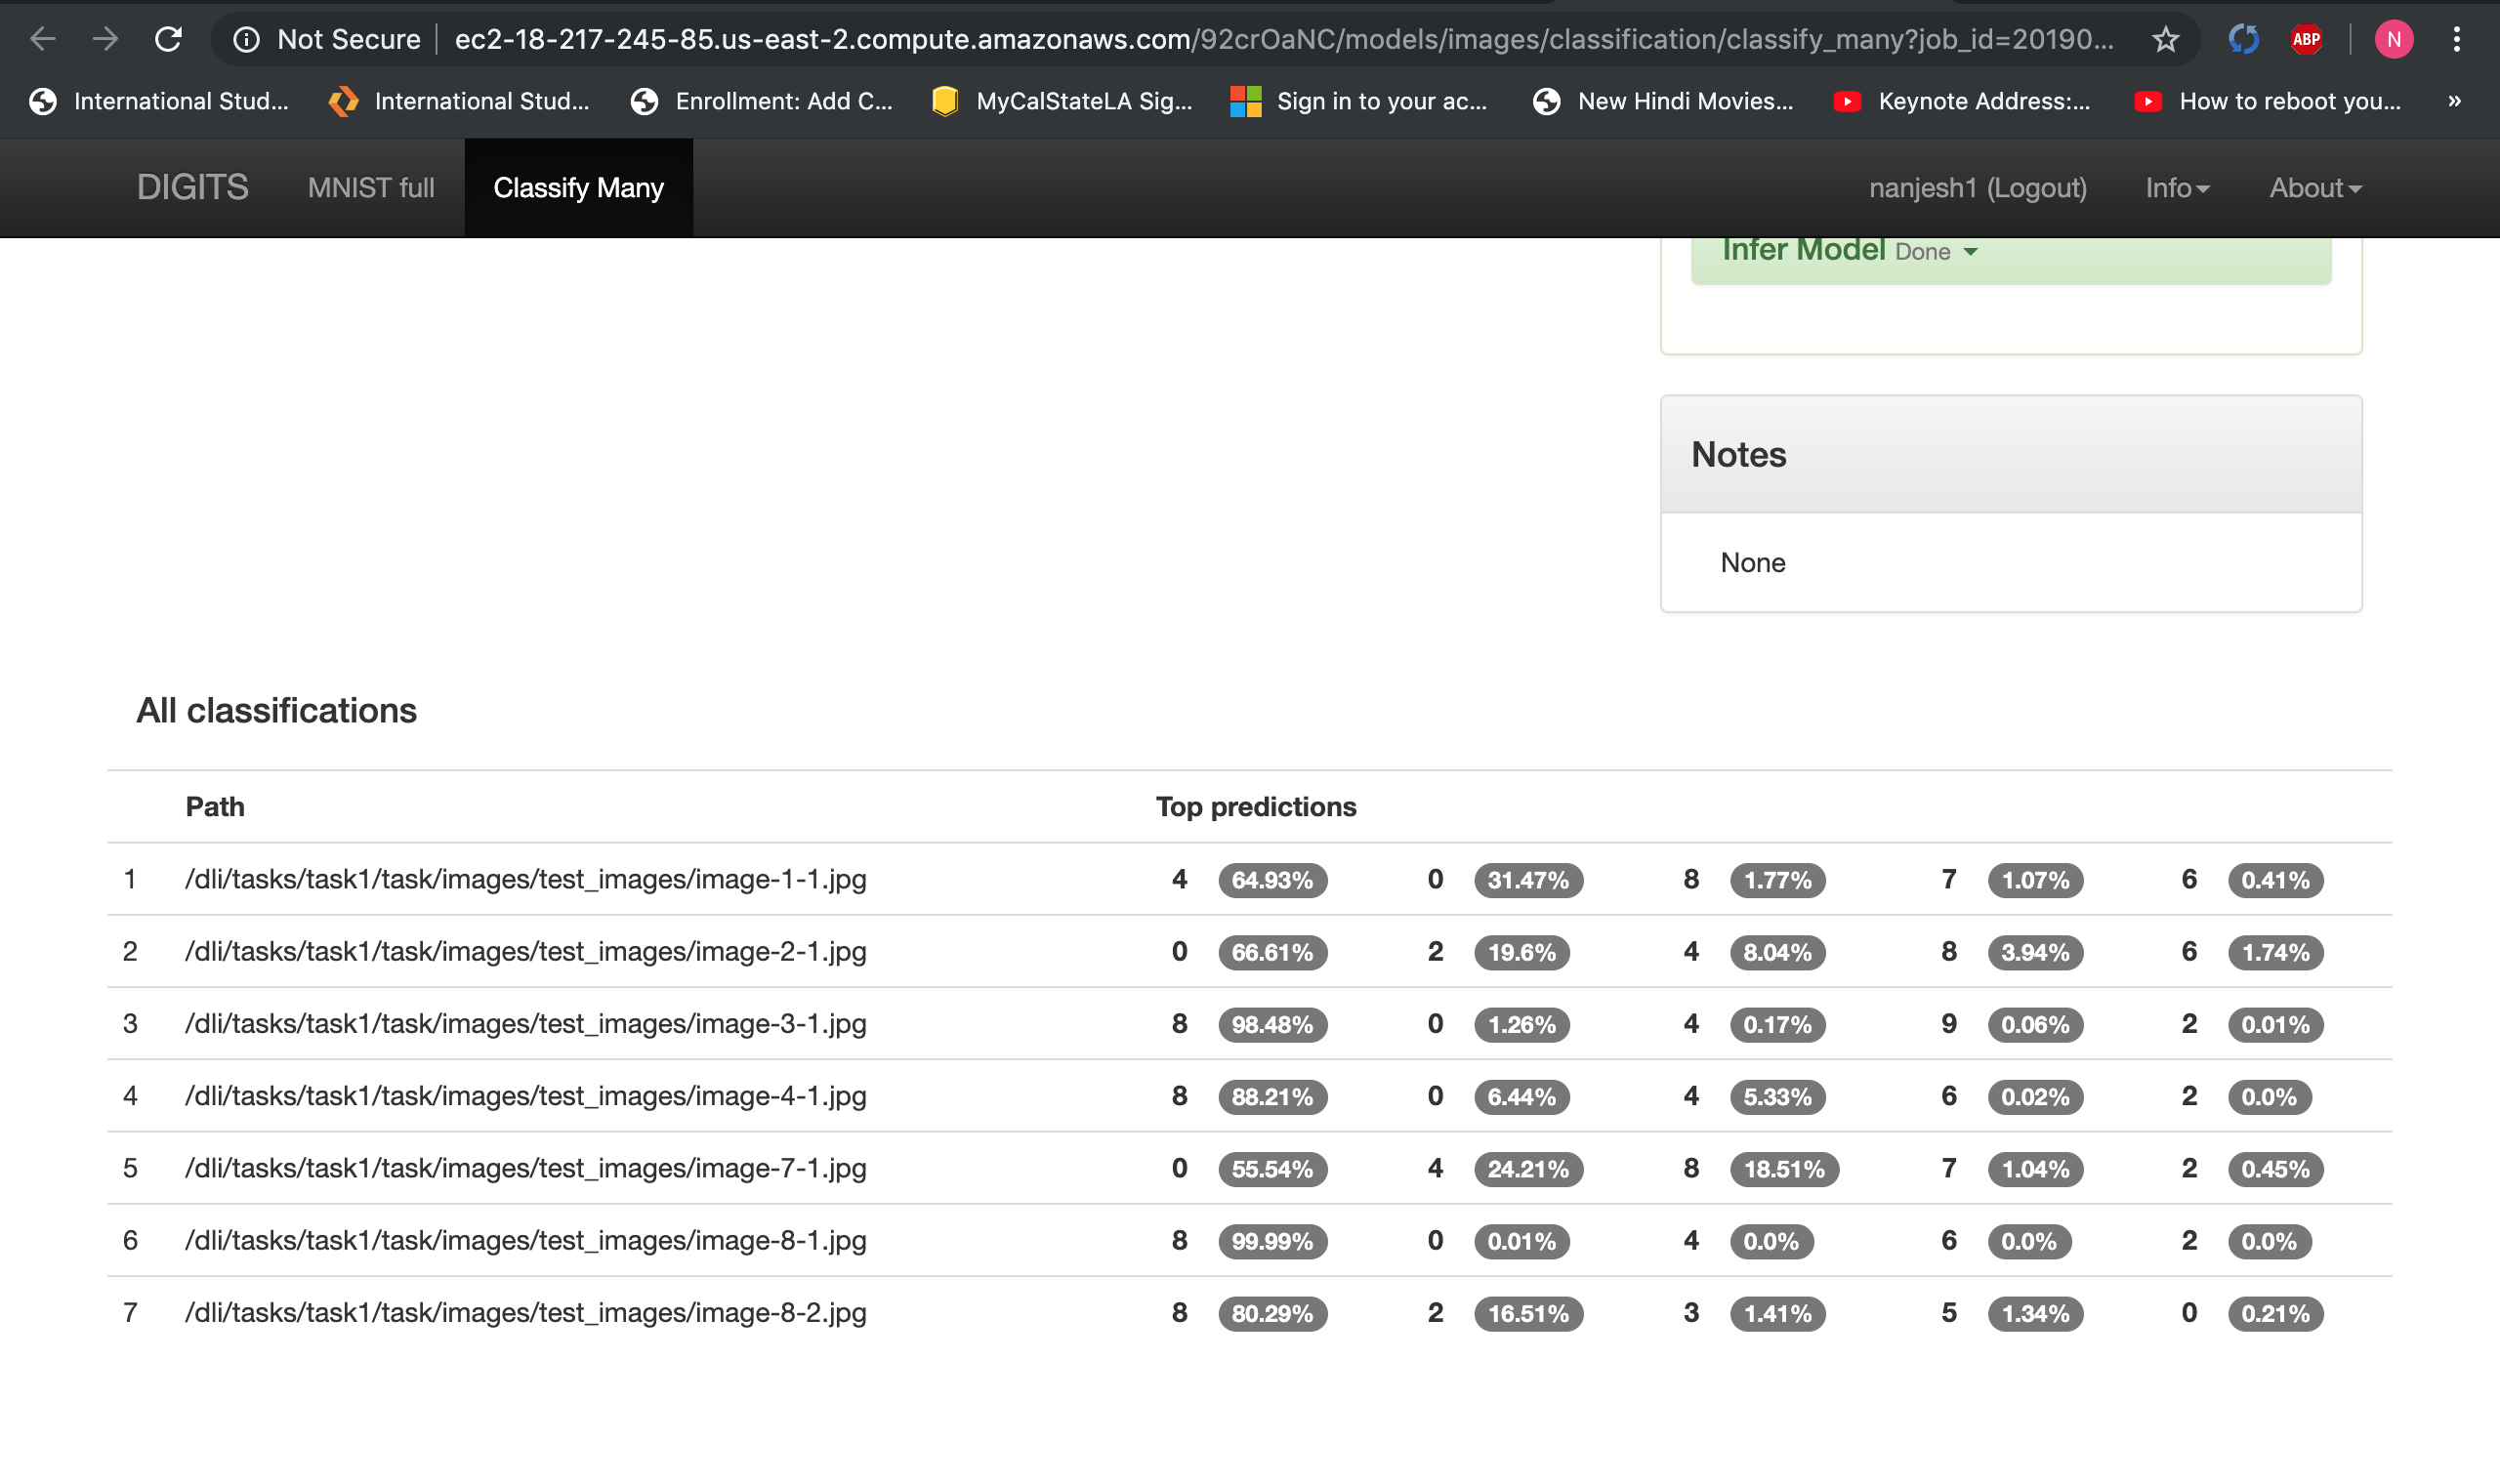 Not Secure ec2-18-217-245-85.us-east-2.compute.amazonaws.com/92crOaNC/models/images/classification/classify_many?job_id=20190... ABP N
International Stud... International Stud... Enrollment: Add C... MyCalStateLA Sig... Sign in to your ac... New Hindi Movies... Keynote Address:... How to reboot you... »
DIGITS MNIST full Classify Many nanjesh1 (Logout) Info About
Infer Model Done
Notes
None
All classifications
Path Top predictions
1 /dli/tasks/task1/task/images/test_images/image-1-1.jpg 4 64.93% 0 31.47% 8 1.77% 7 1.07% 6 0.41%
2 /dli/tasks/task1/task/images/test_images/image-2-1.jpg 0 66.61% 2 19.6% 4 8.04% 8 3.94% 6 1.74%
3 /dli/tasks/task1/task/images/test_images/image-3-1.jpg 8 98.48% 0 1.26% 4 0.17% 9 0.06% 2 0.01%
4 /dli/tasks/task1/task/images/test_images/image-4-1.jpg 8 88.21% 0 6.44% 4 5.33% 6 0.02% 2 0.0%
5 /dli/tasks/task1/task/images/test_images/image-7-1.jpg 0 55.54% 4 24.21% 8 18.51% 7 1.04% 2 0.45%
6 /dli/tasks/task1/task/images/test_images/image-8-1.jpg 8 99.99% 0 0.01% 4 0.0% 6 0.0% 2 0.0%
7 /dli/tasks/task1/task/images/test_images/image-8-2.jpg 8 80.29% 2 16.51% 3 1.41% 5 1.34% 0 0.21%